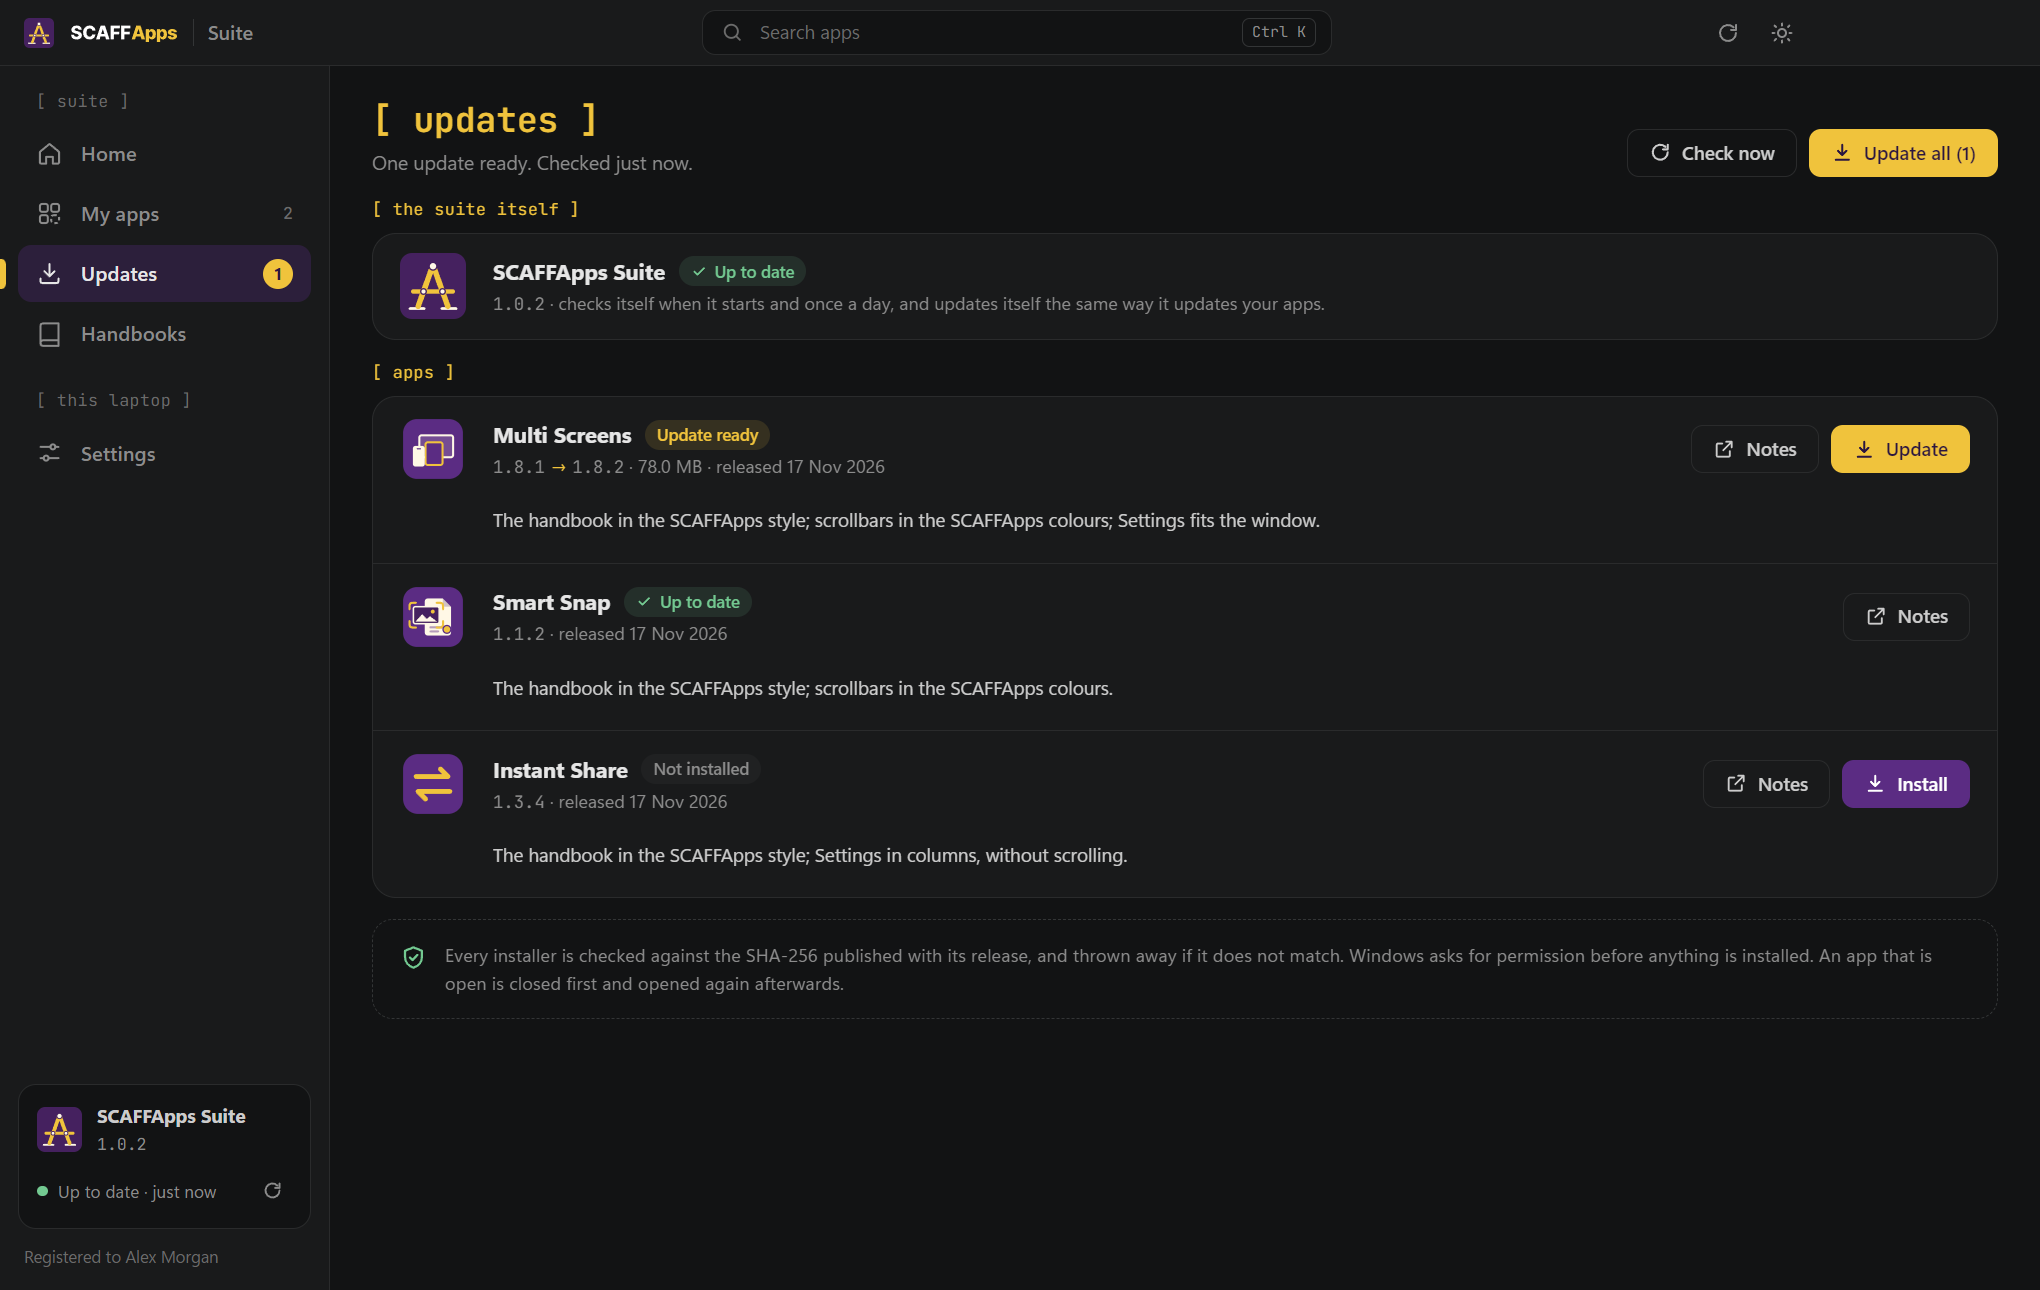 SCAFFApps Suite
Search apps
Ctrl K
[ suite ]
Home
My apps 2
Updates 1
Handbooks
[ this laptop ]
Settings
SCAFFApps Suite
1.0.2
Up to date · just now
Registered to Alex Morgan
[ updates ]
One update ready. Checked just now.
Check now
Update all (1)
[ the suite itself ]
SCAFFApps Suite Up to date
1.0.2 · checks itself when it starts and once a day, and updates itself the same way it updates your apps.
[ apps ]
Multi Screens Update ready
1.8.1 → 1.8.2 · 78.0 MB · released 17 Nov 2026
Notes
Update
The handbook in the SCAFFApps style; scrollbars in the SCAFFApps colours; Settings fits the window.
Smart Snap Up to date
1.1.2 · released 17 Nov 2026
Notes
The handbook in the SCAFFApps style; scrollbars in the SCAFFApps colours.
Instant Share Not installed
1.3.4 · released 17 Nov 2026
Notes
Install
The handbook in the SCAFFApps style; Settings in columns, without scrolling.
Every installer is checked against the SHA-256 published with its release, and thrown away if it does not match. Windows asks for permission before anything is installed. An app that is
open is closed first and opened again afterwards.